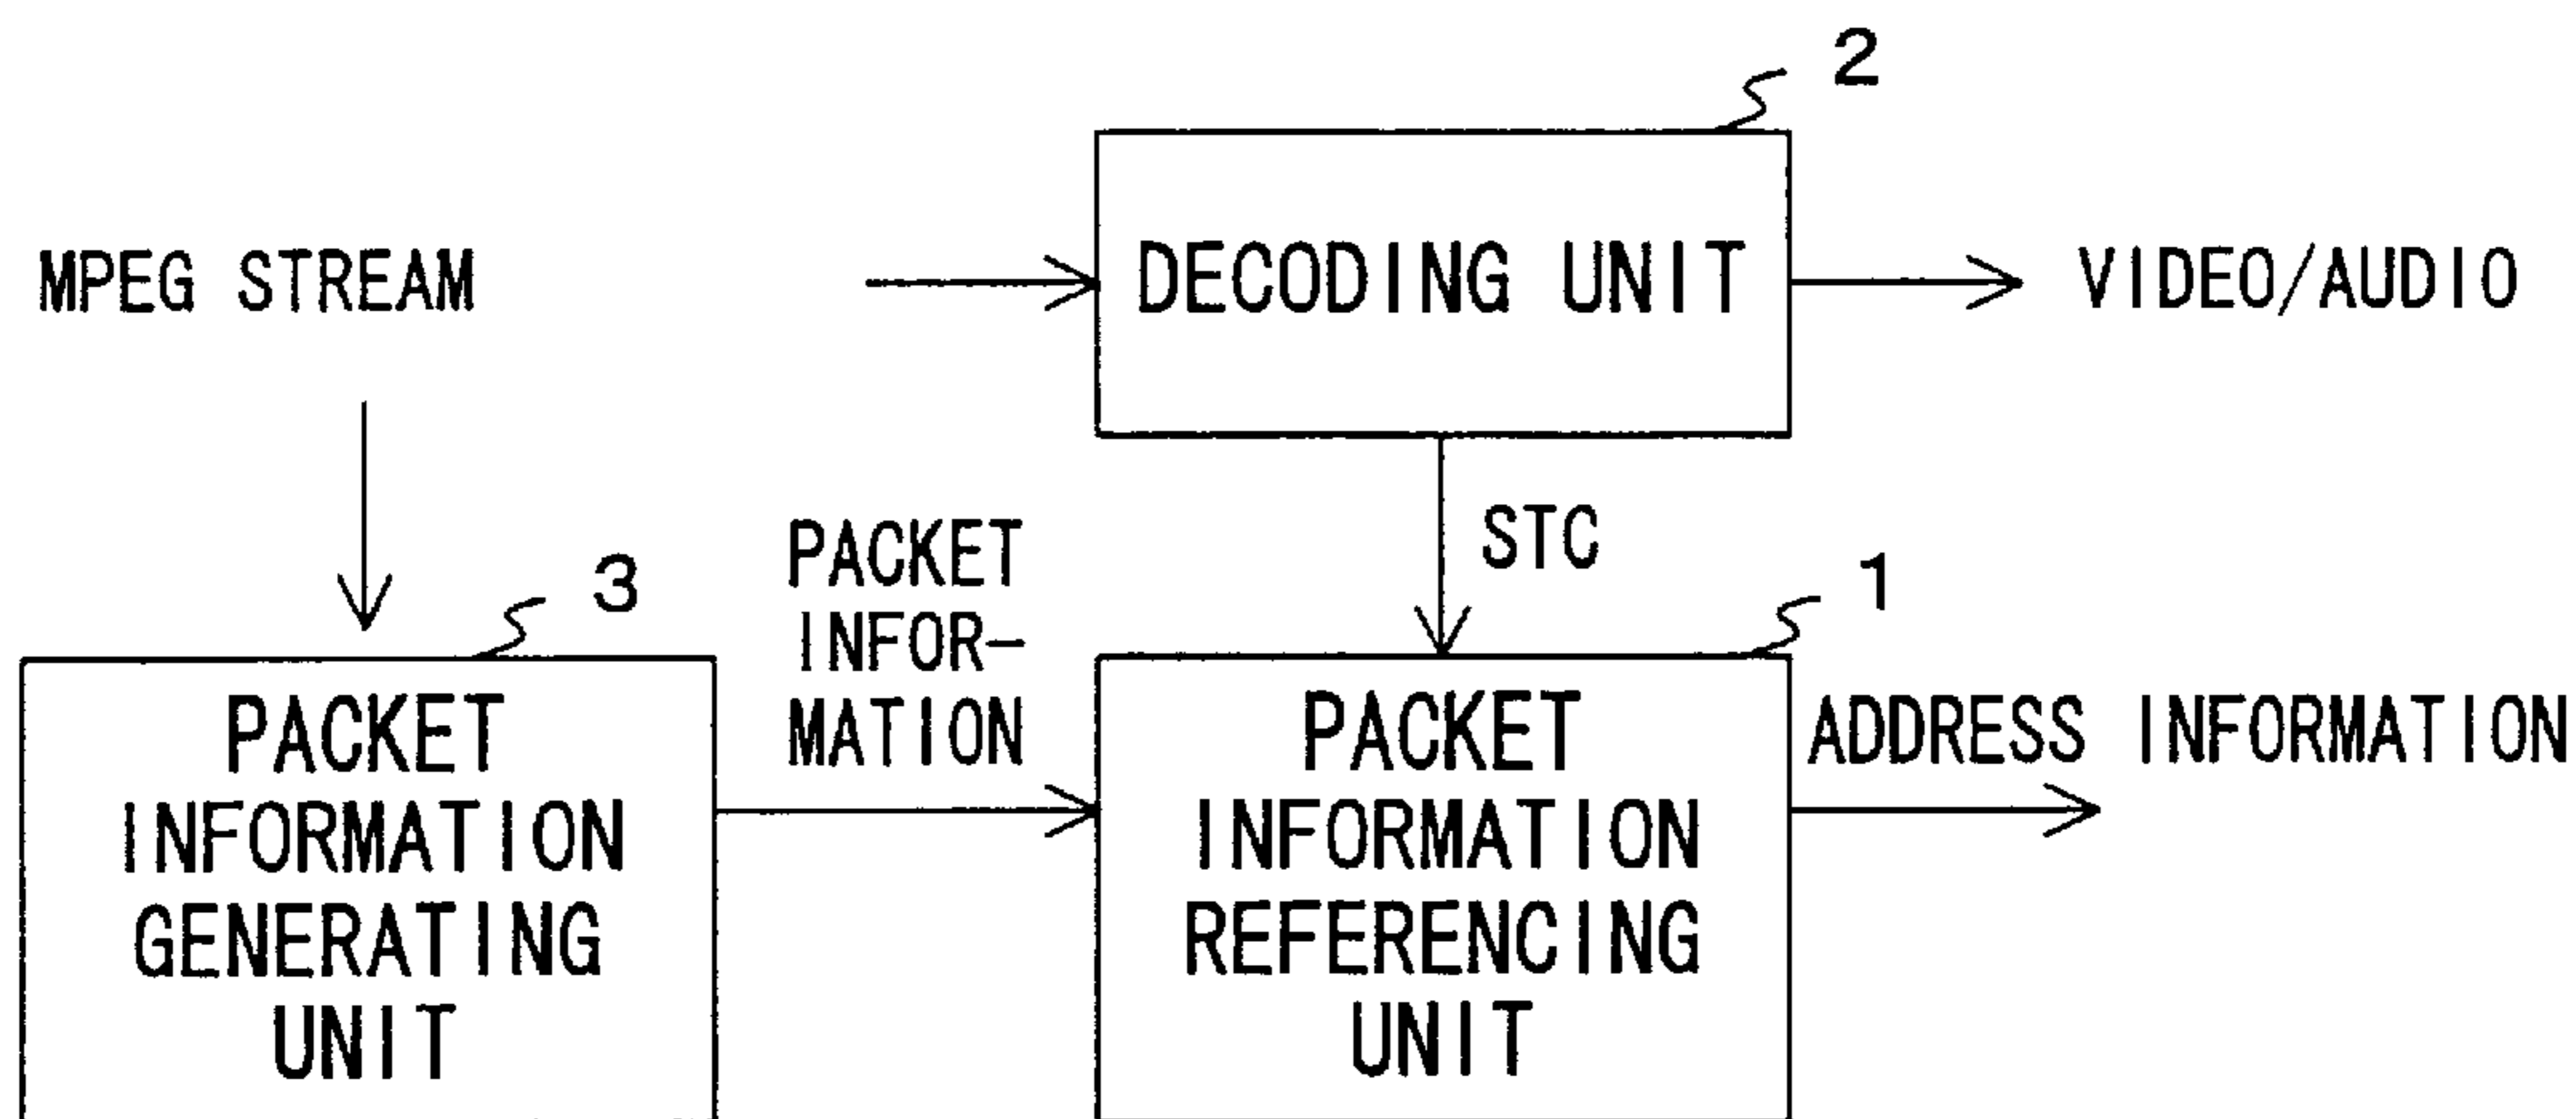 2
MPEG STREAM
DECODING UNIT
VIDEO/AUDIO
STC
PACKET
INFOR-
MATION
3
1
PACKET
INFORMATION
GENERATING
UNIT
PACKET
INFORMATION
REFERENCING
UNIT
ADDRESS INFORMATION